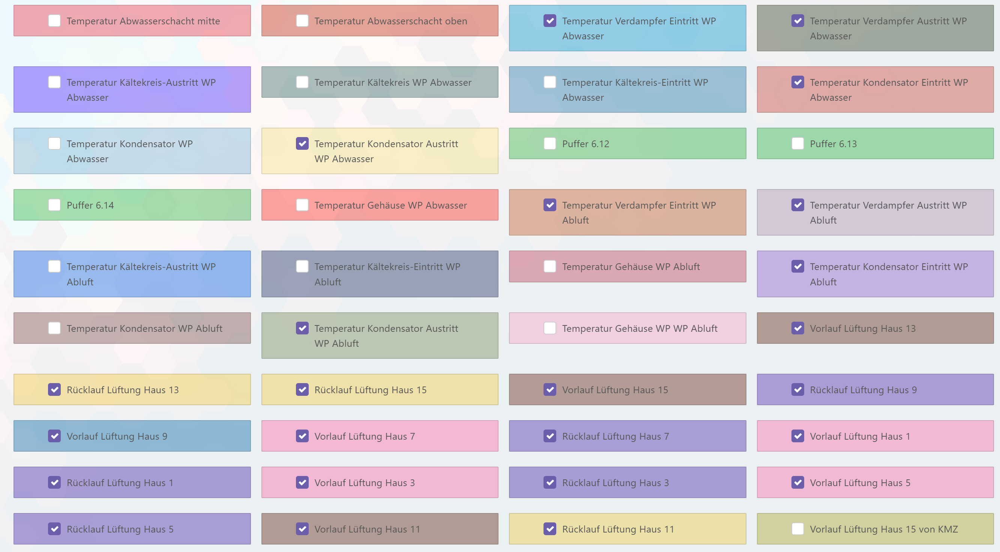 Temperatur Abwasserschacht mitte
Temperatur Abwasserschacht oben
Temperatur Verdampfer Eintritt WP
Abwasser
Temperatur Verdampfer Austritt WP
Abwasser
Temperatur Kältekreis-Austritt WP
Abwasser
Temperatur Kältekreis WP Abwasser
Temperatur Kältekreis-Eintritt WP
Abwasser
Temperatur Kondensator Eintritt WP
Abwasser
Temperatur Kondensator WP
Abwasser
Temperatur Kondensator Austritt
WP Abwasser
Puffer 6.12
Puffer 6.13
Puffer 6.14
Temperatur Gehäuse WP Abwasser
Temperatur Verdampfer Eintritt WP
Abluft
Temperatur Verdampfer Austritt WP
Abluft
Temperatur Kältekreis-Austritt WP
Abluft
Temperatur Kältekreis-Eintritt WP
Abluft
Temperatur Gehäuse WP Abluft
Temperatur Kondensator Eintritt WP
Abluft
Temperatur Kondensator WP Abluft
Temperatur Kondensator Austritt
WP Abluft
Temperatur Gehäuse WP WP Abluft
Vorlauf Lüftung Haus 13
Rücklauf Lüftung Haus 13
Rücklauf Lüftung Haus 15
Vorlauf Lüftung Haus 15
Rücklauf Lüftung Haus 9
Vorlauf Lüftung Haus 9
Vorlauf Lüftung Haus 7
Rücklauf Lüftung Haus 7
Vorlauf Lüftung Haus 1
Rücklauf Lüftung Haus 1
Vorlauf Lüftung Haus 3
Rücklauf Lüftung Haus 3
Vorlauf Lüftung Haus 5
Rücklauf Lüftung Haus 5
Vorlauf Lüftung Haus 11
Rücklauf Lüftung Haus 11
Vorlauf Lüftung Haus 15 von KMZ